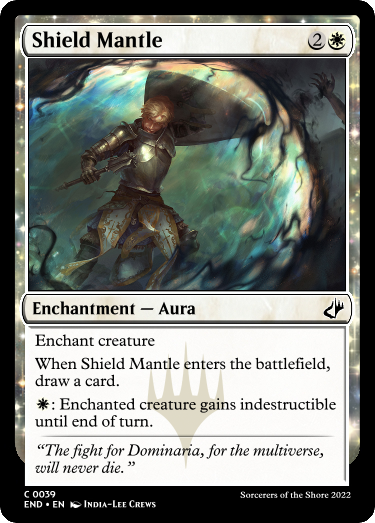 Shield Mantle 2
Enchantment — Aura
Enchant creature
When Shield Mantle enters the battlefield,
draw a card.
: Enchanted creature gains indestructible
until end of turn.
“The fight for Dominaria, for the multiverse,
will never die.”
C 0039
END • EN India-Lee Crews
Sorcerers of the Shore 2022